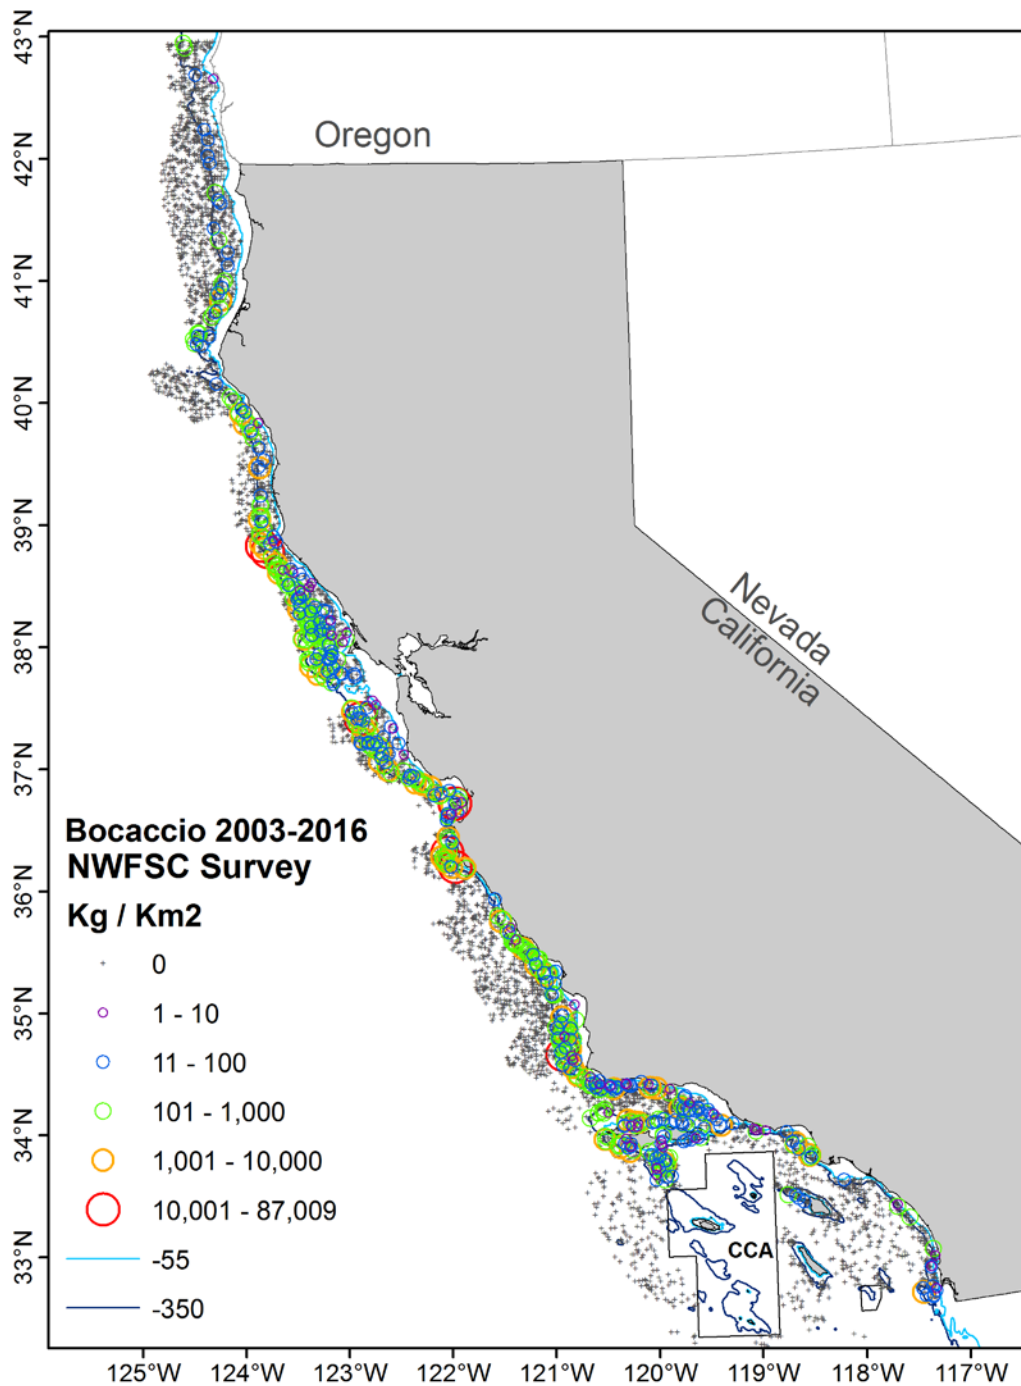 43°N
42°N
41°N
40°N
39°N
38°N
37°N
36°N
35°N
34°N
33°N
Oregon
Nevada
California
Bocaccio 2003-2016
NWFSC Survey
Kg / Km2
0
1 - 10
11 - 100
101 - 1,000
1,001 - 10,000
10,001 - 87,009
-55
-350
CCA
125°W 124°W 123°W 122°W 121°W 120°W 119°W 118°W 117°W